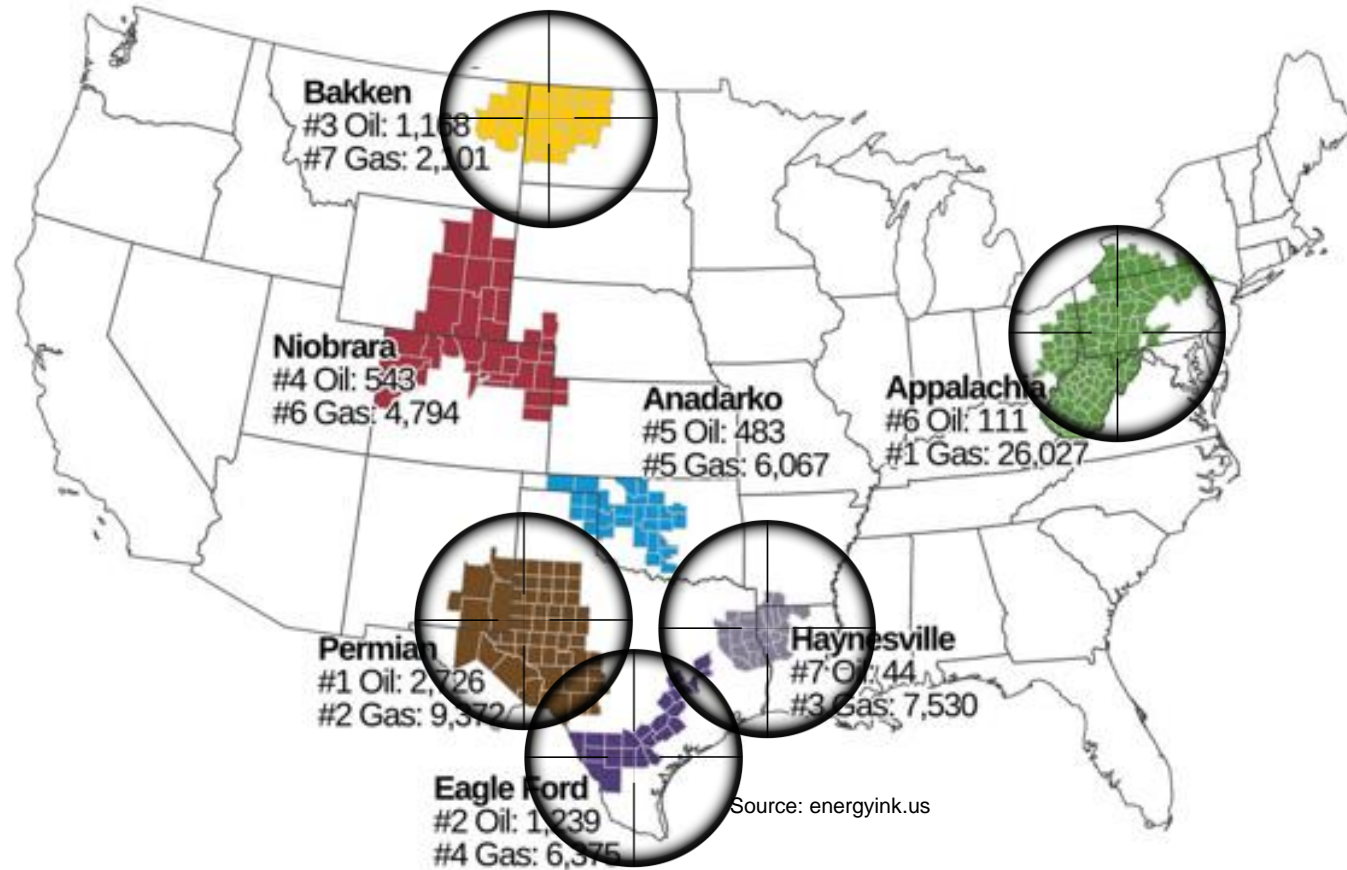 Bakken
#3 Oil: 1,168
#7 Gas: 2,101
Niobrara
#4 Oil: 543
#6 Gas: 4,794
Anadarko
#5 Oil: 483
#5 Gas: 6,067
Appalachia
#6 Oil: 111
#1 Gas: 26,027
Permian
#1 Oil: 2,726
#2 Gas: 9,372
Haynesville
#7 Oil: 44
#3 Gas: 7,530
Eagle Ford
#2 Oil: 1,239
#4 Gas: 6,375
Source: energyink.us